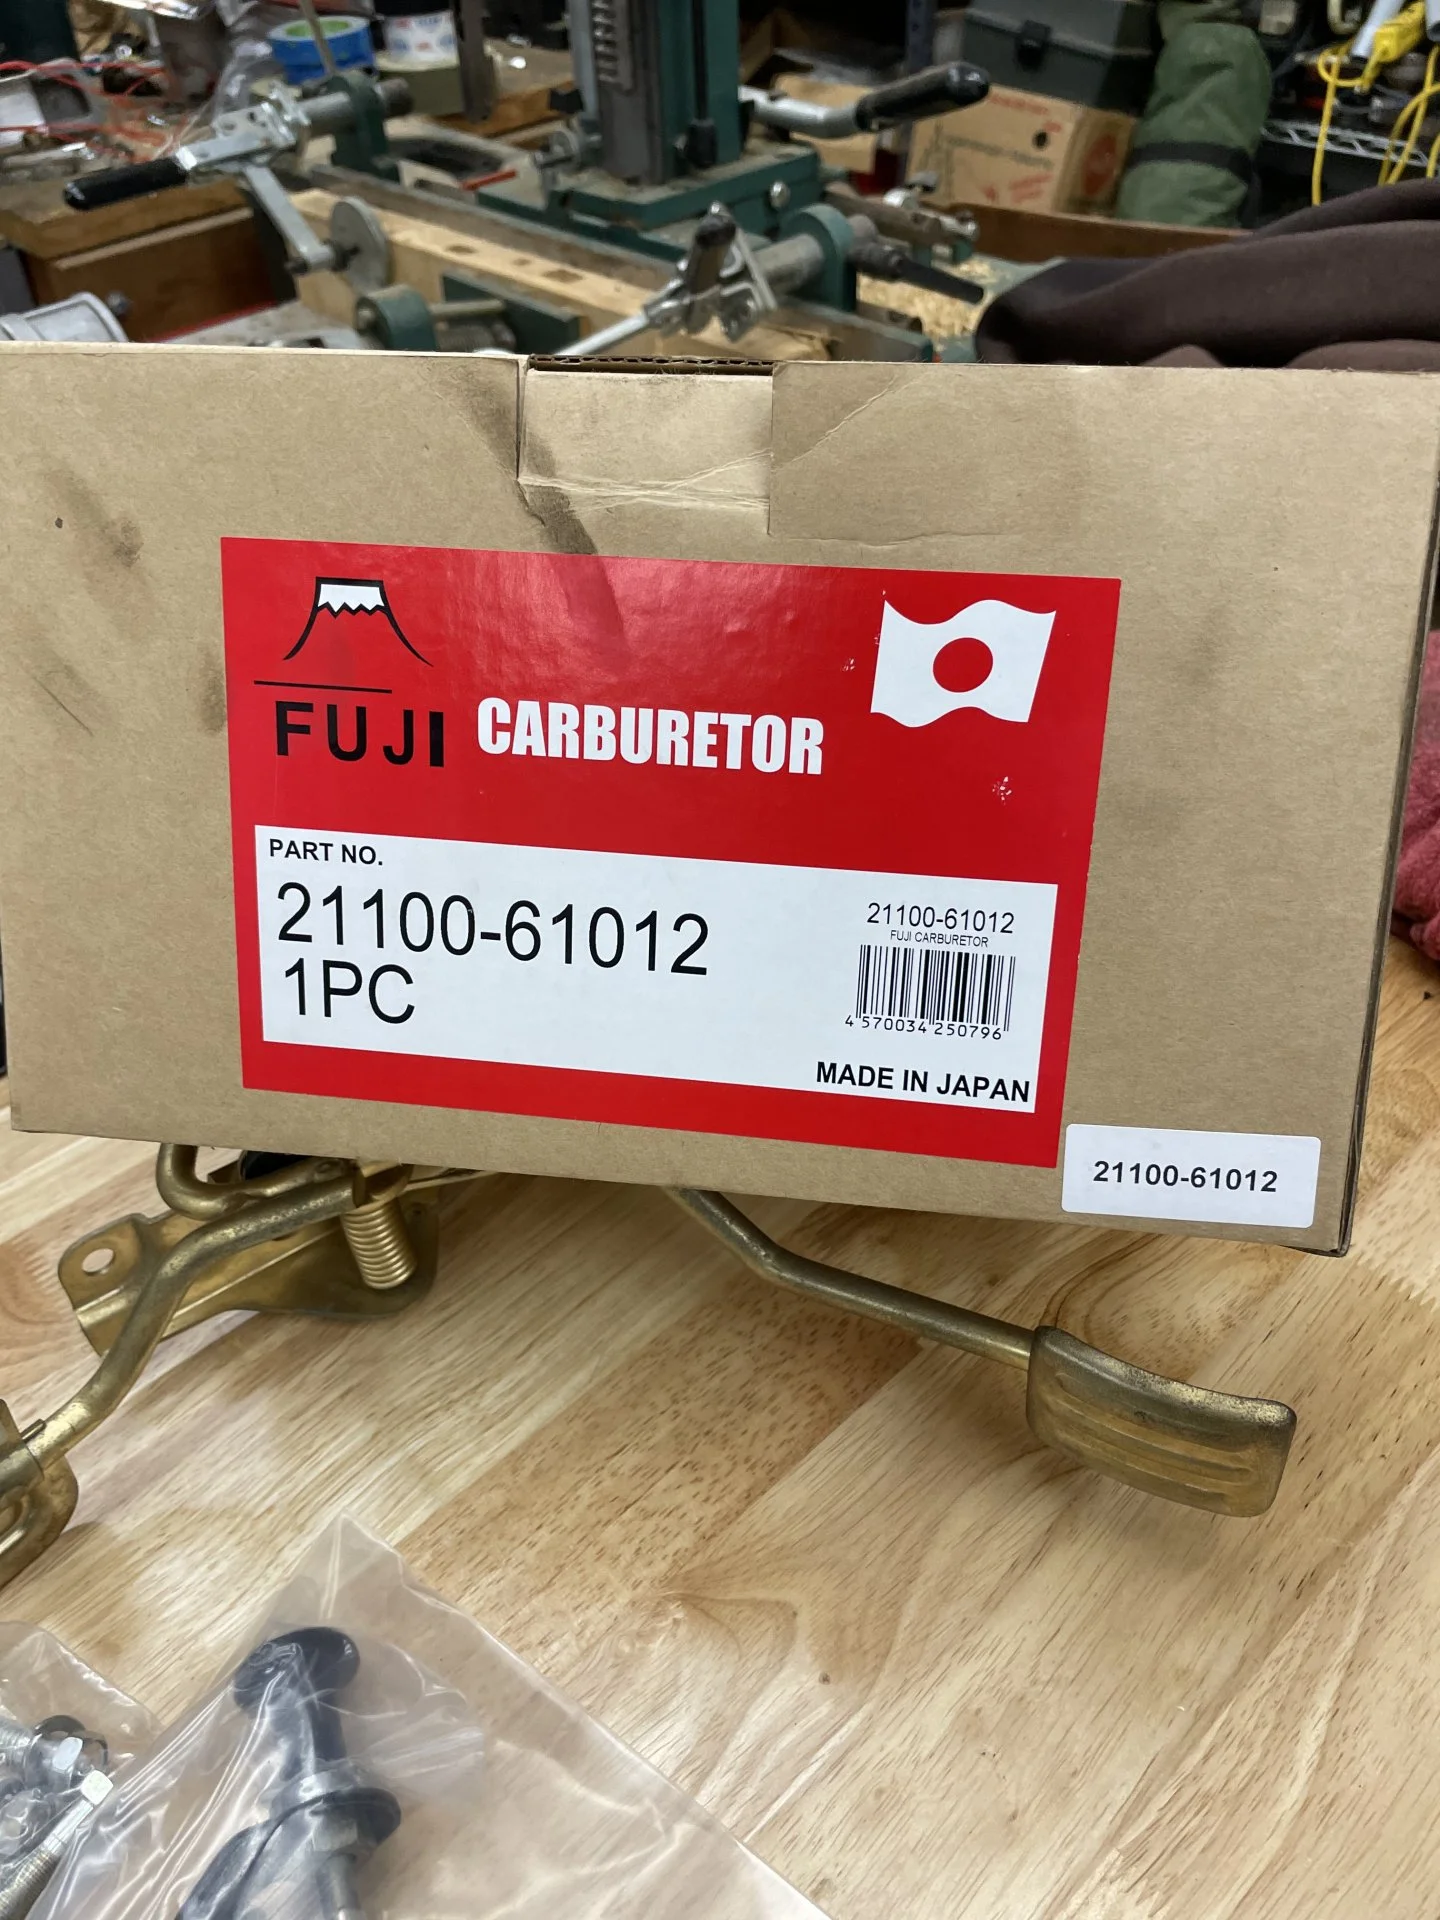 FUJI CARBURETOR
PART NO.
21100-61012
1PC
21100-61012
FUJI CARBURETOR
4 570034 250796
MADE IN JAPAN
21100-61012